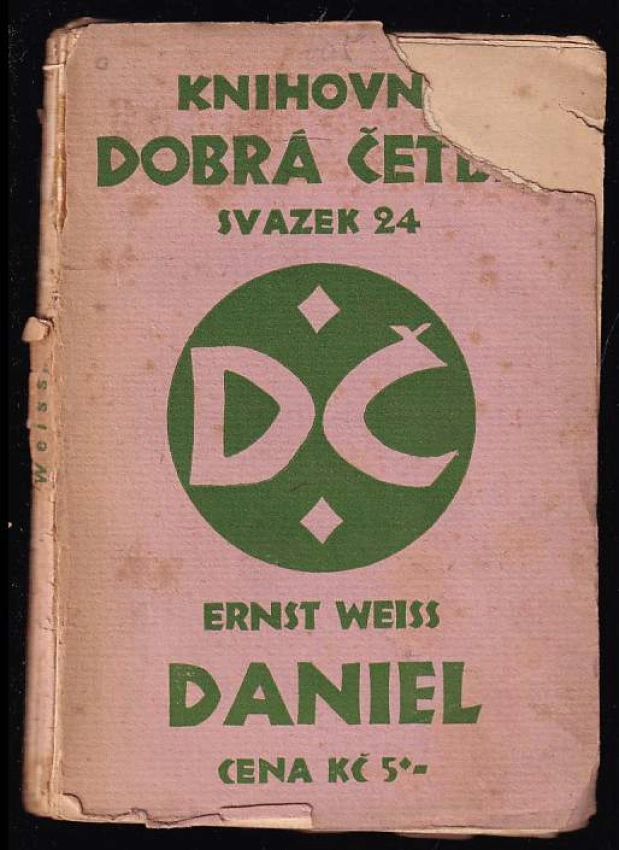 KNIHOVN
DOBRÁ ČETB
SVAZEK 24
DČ
ERNST WEISS
DANIEL
CENA KČ 5·-
Weiss